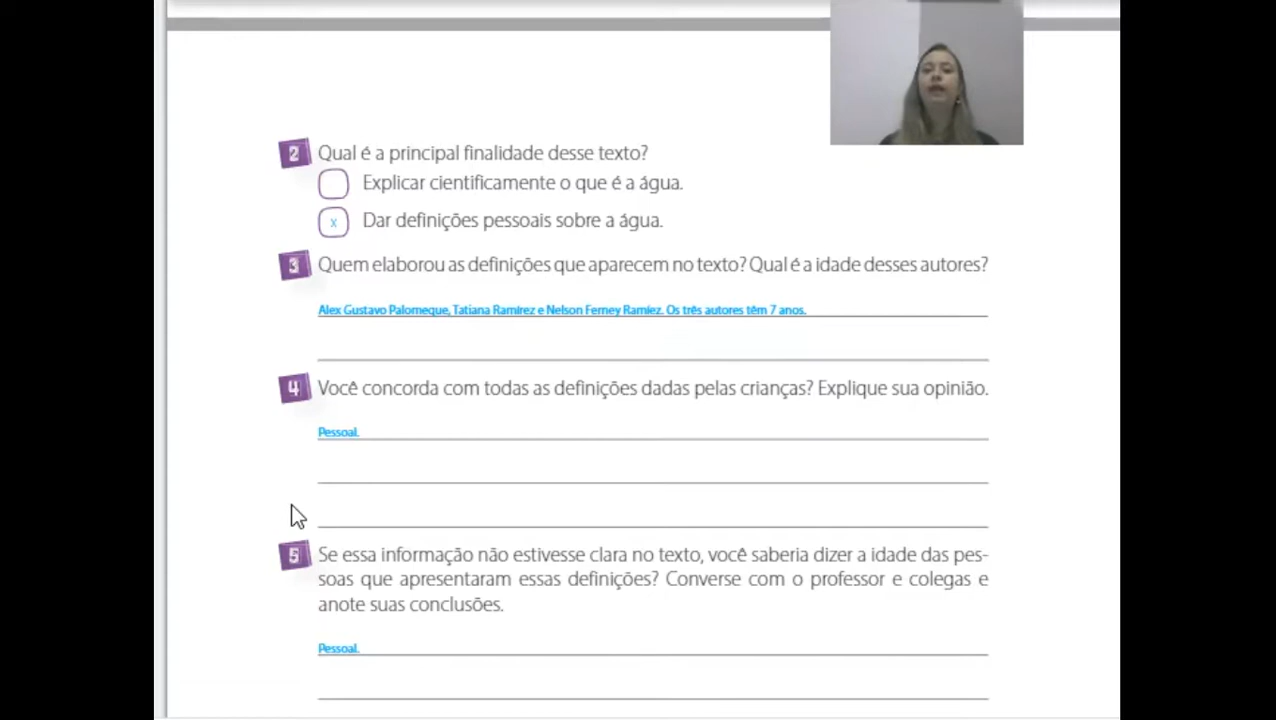 2 Qual é a principal finalidade desse texto?
Explicar cientificamente o que é a água.
x Dar definições pessoais sobre a água.
3 Quem elaborou as definições que aparecem no texto? Qual é a idade desses autores?
Alex Gustavo Palomeque, Tatiana Ramírez e Nelson Ferney Ramíez. Os três autores têm 7 anos.
4 Você concorda com todas as definições dadas pelas crianças? Explique sua opinião.
Pessoal.
5 Se essa informação não estivesse clara no texto, você saberia dizer a idade das pes-
soas que apresentaram essas definições? Converse com o professor e colegas e
anote suas conclusões.
Pessoal.